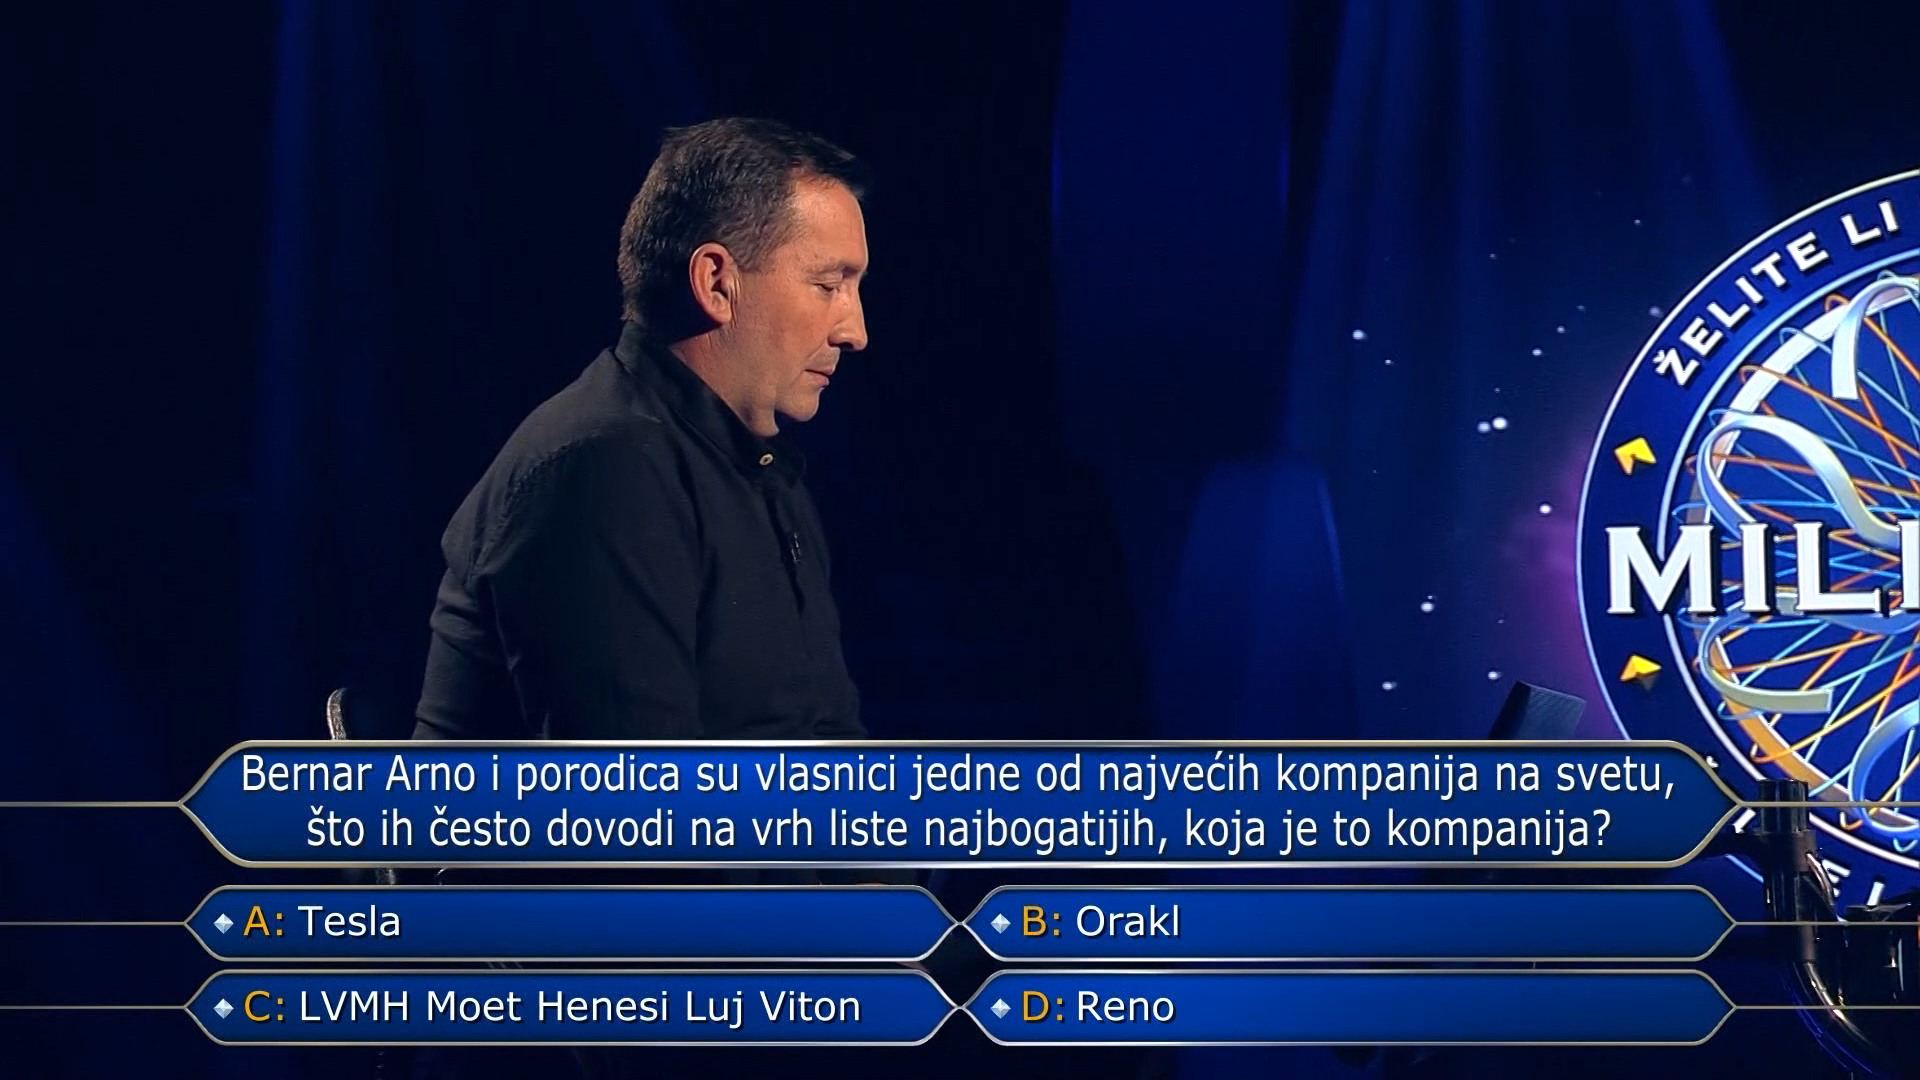 ŽELITE LI
MILI
Bernar Arno i porodica su vlasnici jedne od najvećih kompanija na svetu,
što ih često dovodi na vrh liste najbogatijih, koja je to kompanija?
A: Tesla
B: Orakl
C: LVMH Moet Henesi Luj Viton
D: Reno